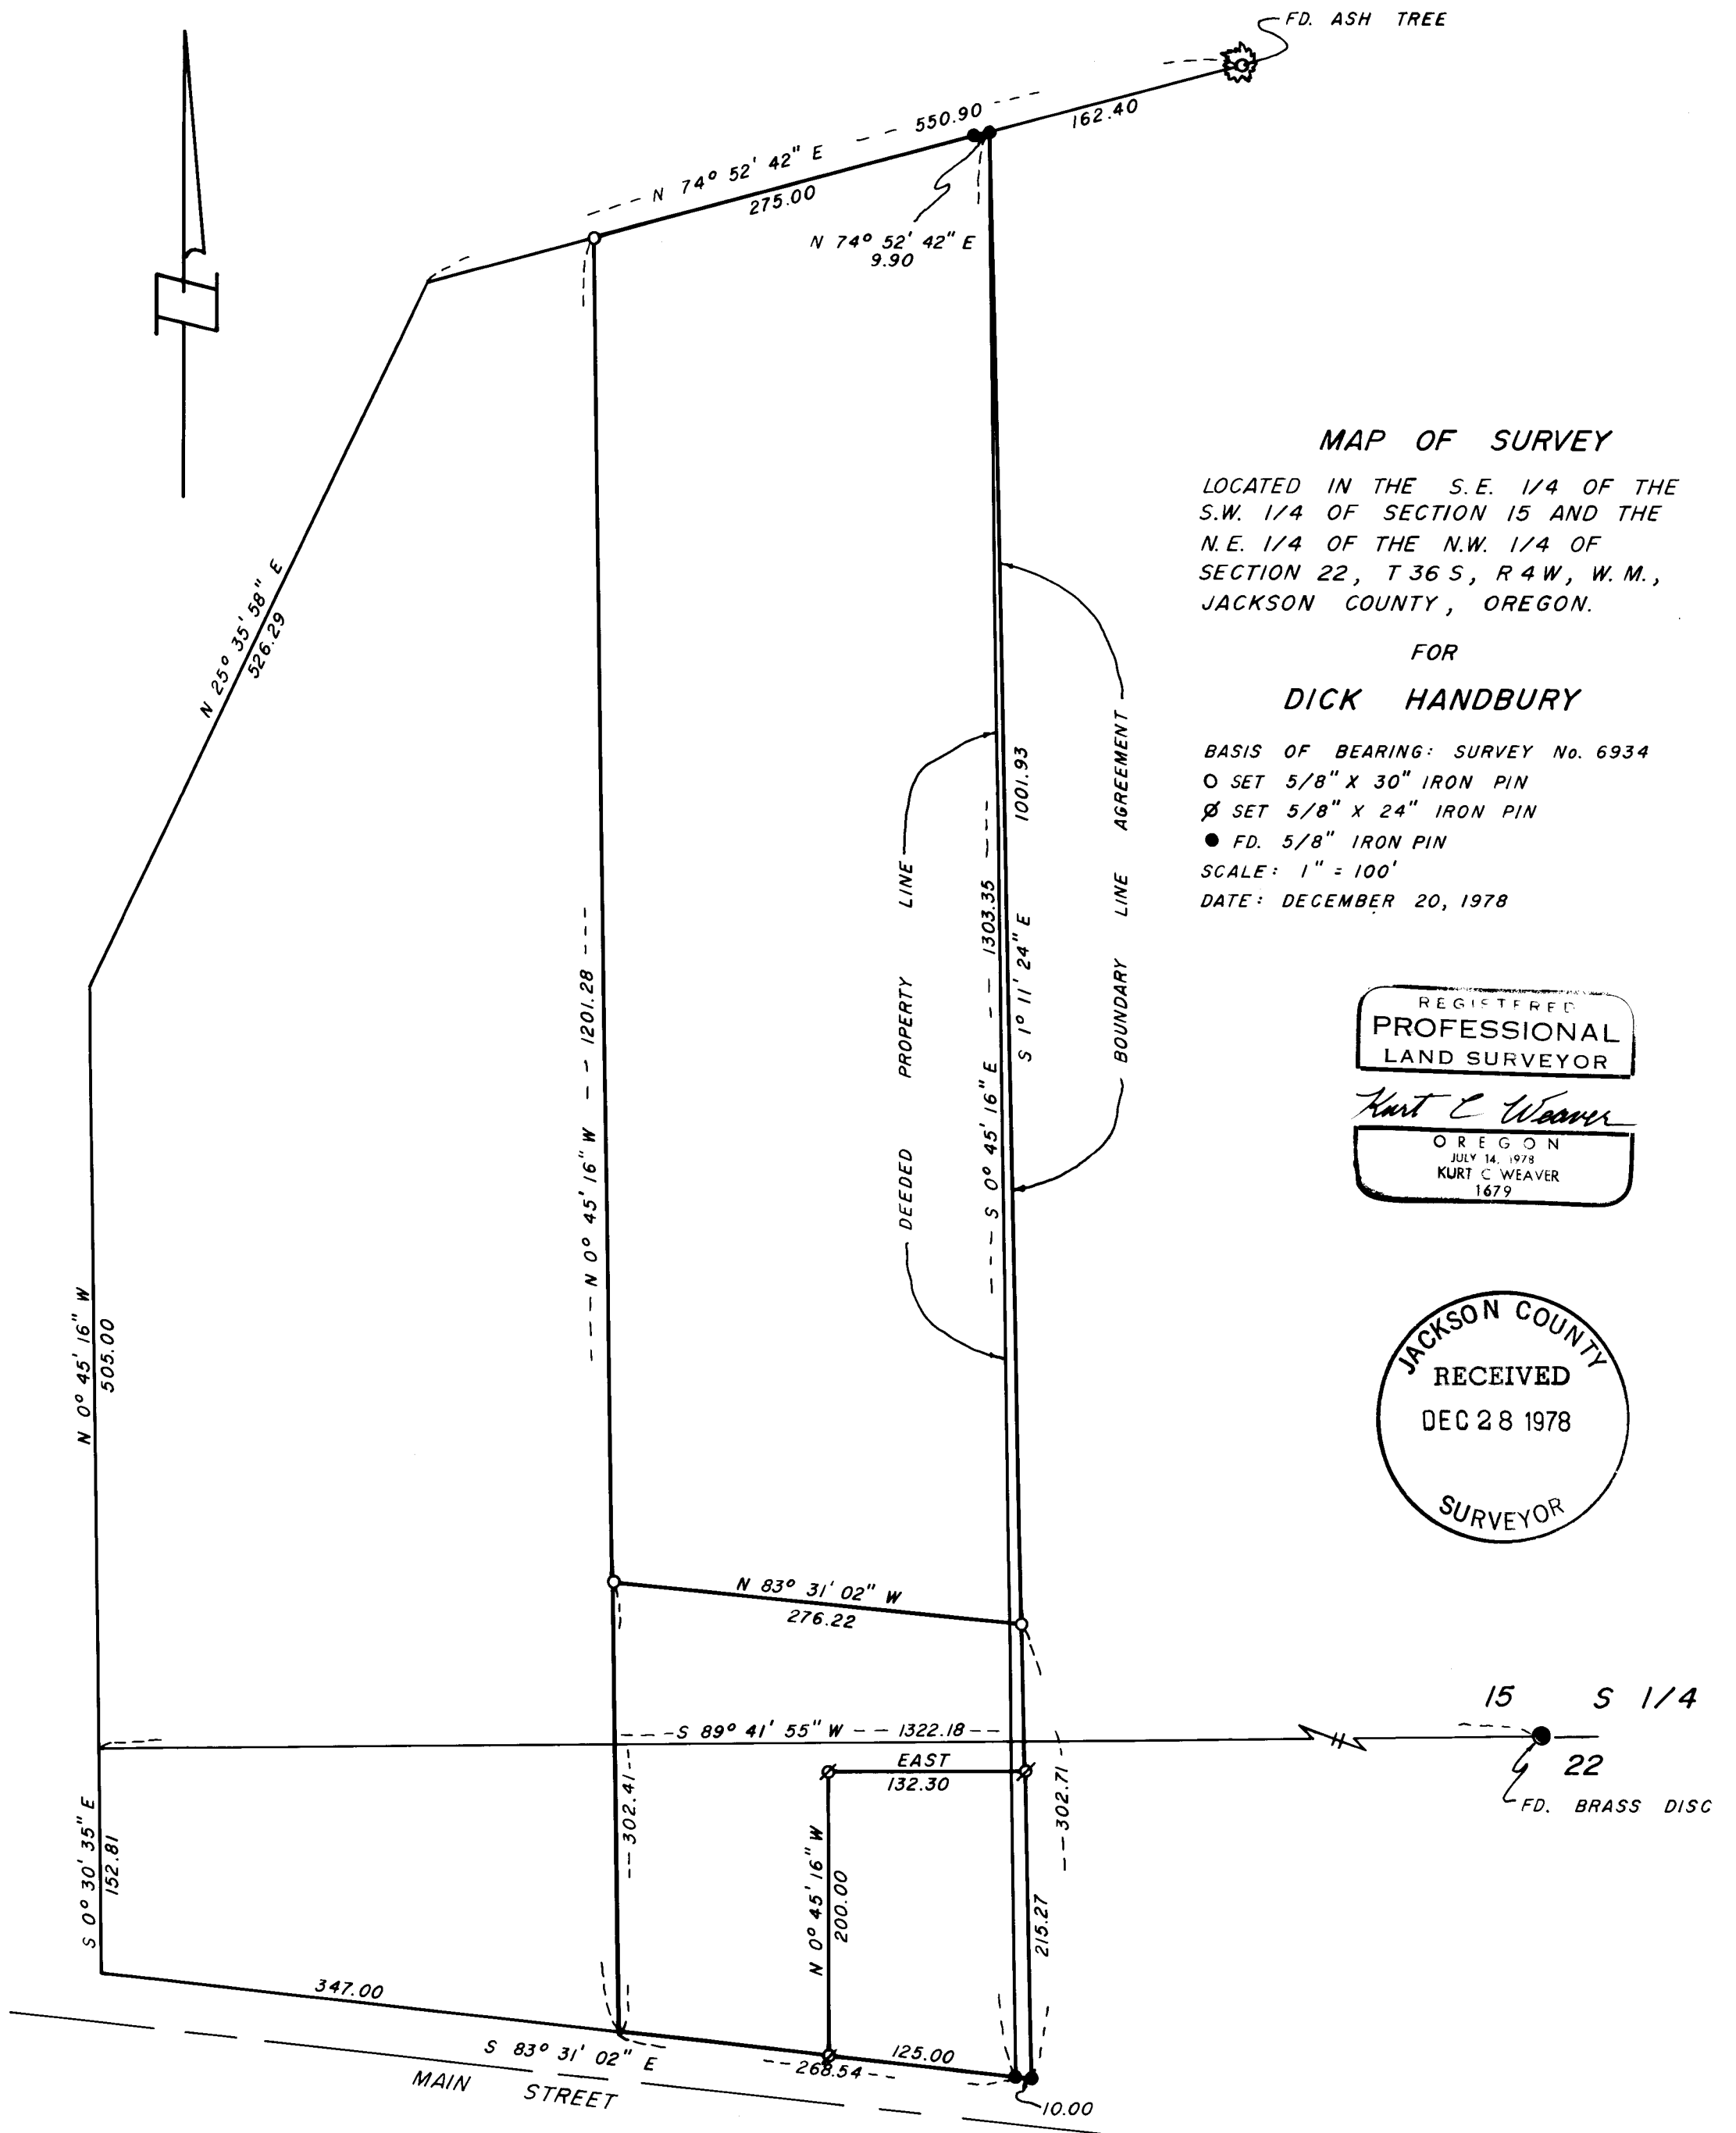 FD. ASH TREE
550.90
162.40
N 74° 52' 42" E
275.00
N 74° 52' 42" E
9.90
MAP OF SURVEY
LOCATED IN THE S.E. 1/4 OF THE
S.W. 1/4 OF SECTION 15 AND THE
N.E. 1/4 OF THE N.W. 1/4 OF
SECTION 22, T 36 S, R 4 W, W.M.,
JACKSON COUNTY, OREGON.
FOR
DICK HANDBURY
BASIS OF BEARING: SURVEY No. 6934
O SET 5/8" X 30" IRON PIN
Ø SET 5/8" X 24" IRON PIN
● FD. 5/8" IRON PIN
SCALE: 1" = 100'
DATE: DECEMBER 20, 1978
N 25° 35' 58" E
526.29
N 0° 45' 16" W
505.00
N 0° 45' 16" W -- 1201.28
DEEDED PROPERTY LINE
S 0° 45' 16" E -- 1303.35
S 1° 11' 24" E 1001.93
BOUNDARY LINE AGREEMENT
REGISTERED
PROFESSIONAL
LAND SURVEYOR
Kurt C Weaver
OREGON
JULY 14, 1978
KURT C WEAVER
1679
JACKSON COUNTY
RECEIVED
DEC 28 1978
SURVEYOR
N 83° 31' 02" W
276.22
15 S 1/4
S 89° 41' 55" W -- 1322.18
22
FD. BRASS DISC
EAST
132.30
302.41
302.71
S 0° 30' 35" E
152.81
N 0° 45' 16" W
200.00
215.27
347.00
S 83° 31' 02" E
268.54
125.00
10.00
MAIN STREET